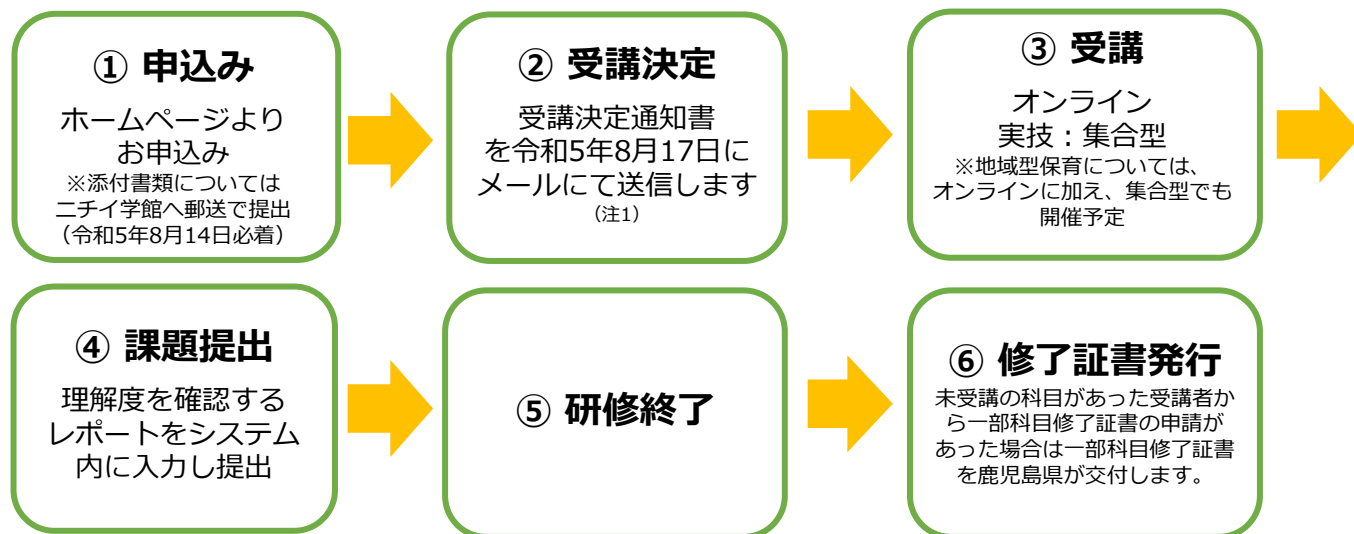 ① 申込み
ホームページより
お申込み
※添付書類については
ニチイ学館へ郵送で提出
（令和5年8月14日必着）
② 受講決定
受講決定通知書
を令和5年8月17日に
メールにて送信します
（注1）
③ 受講
オンライン
実技：集合型
※地域型保育については、
オンラインに加え、集合型でも
開催予定
④ 課題提出
理解度を確認する
レポートをシステム
内に入力し提出
⑤ 研修終了
⑥ 修了証書発行
未受講の科目があった受講者か
ら一部科目修了証書の申請が
あった場合は一部科目修了証書
を鹿児島県が交付します。